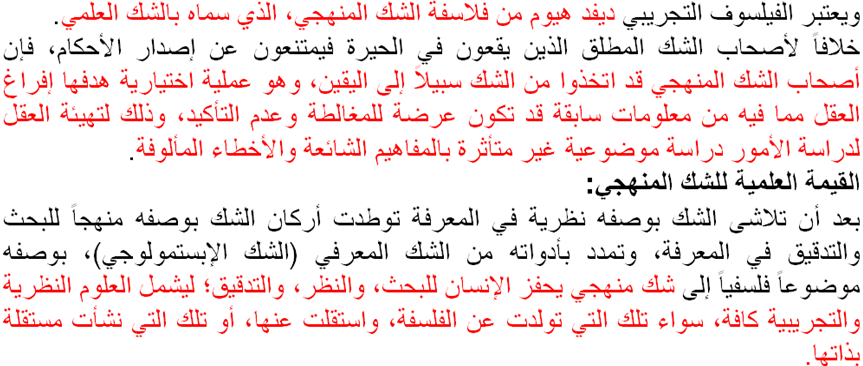 ويعتبر الفيلسوف التجريبي ديفد هيوم من فلاسفة الشك المنهجي، الذي سماه بالشك العلمي.
خلافاً لأصحاب الشك المطلق الذين يقعون في الحيرة فيمتنعون عن إصدار الأحكام، فإن
أصحاب الشك المنهجي قد اتخذوا من الشك سبيلاً إلى اليقين، وهو عملية اختيارية هدفها إفراغ
العقل مما فيه من معلومات سابقة قد تكون عرضة للمغالطة وعدم التأكيد، وذلك لتهيئة العقل
لدراسة الأمور دراسة موضوعية غير متأثرة بالمفاهيم الشائعة والأخطاء المألوفة.
القيمة العلمية للشك المنهجي:
بعد أن تلاشى الشك بوصفه نظرية في المعرفة توطدت أركان الشك بوصفه منهجاً للبحث
والتدقيق في المعرفة، وتمدد بأدواته من الشك المعرفي (الشك الإبستمولوجي)، بوصفه
موضوعاً فلسفياً إلى شك منهجي يحفز الإنسان للبحث، والنظر، والتدقيق؛ ليشمل العلوم النظرية
والتجريبية كافة، سواء تلك التي تولدت عن الفلسفة، واستقلت عنها، أو تلك التي نشأت مستقلة
بذاتها.